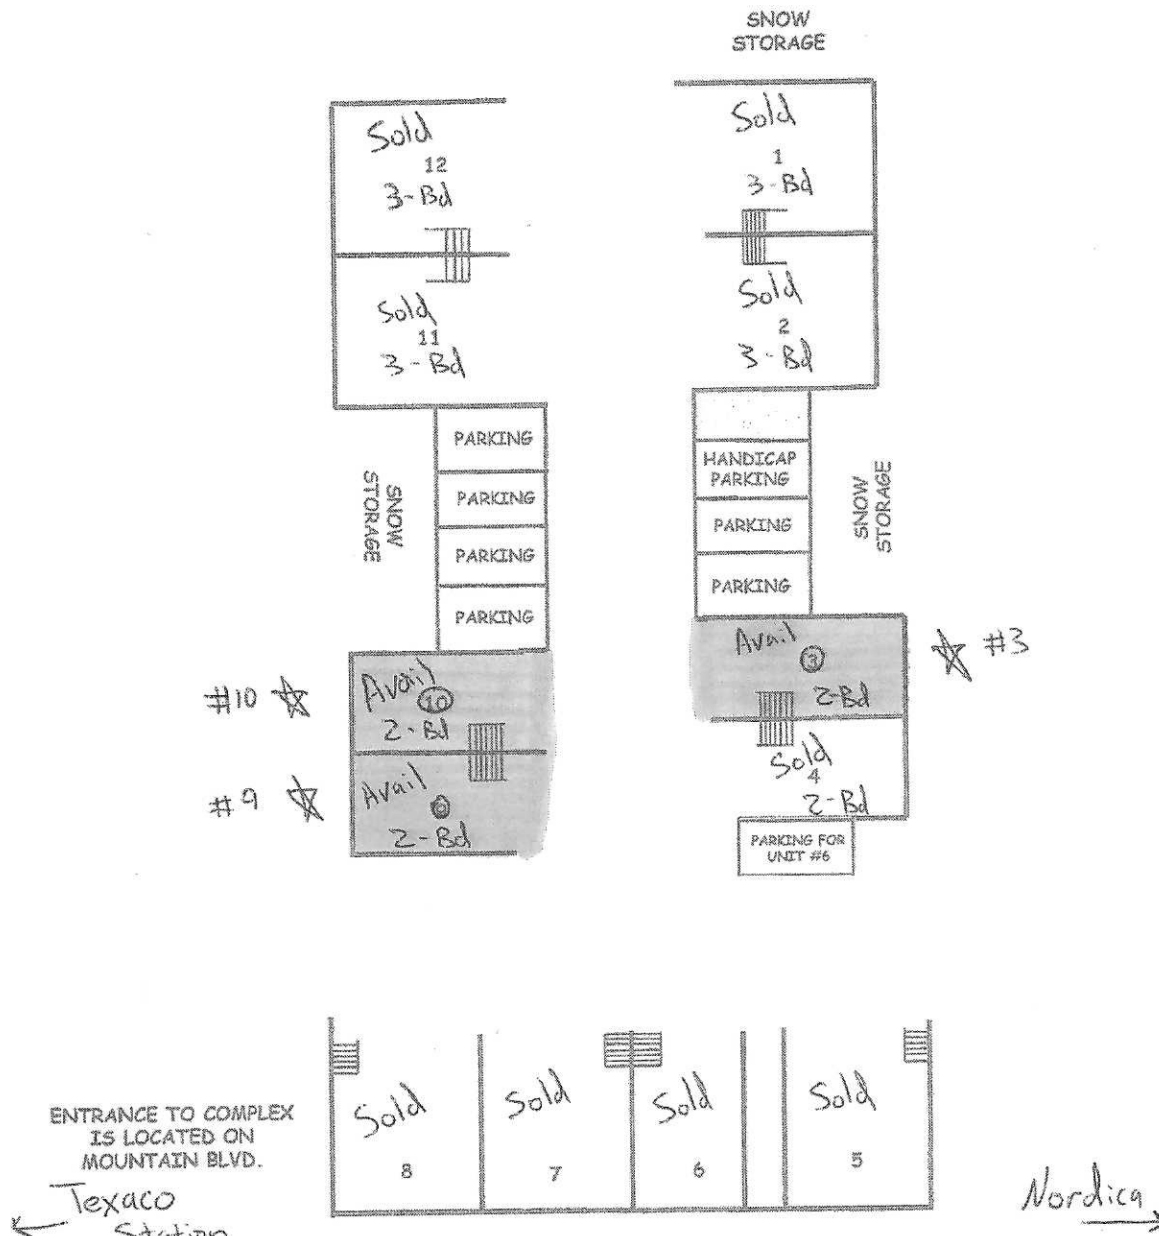 SNOW
STORAGE
Sold
12
3-Bd
Sold
1
3-Bd
Sold
11
3-Bd
Sold
2
3-Bd
PARKING
PARKING
PARKING
PARKING
SNOW
STORAGE
HANDICAP
PARKING
PARKING
PARKING
SNOW
STORAGE
Avail
3
2-Bd
#3
#10
Avail
10
2-Bd
#9
Avail
9
2-Bd
Sold
4
2-Bd
PARKING FOR
UNIT #6
Sold
8
Sold
7
Sold
6
Sold
5
ENTRANCE TO COMPLEX
IS LOCATED ON
MOUNTAIN BLVD.
Texaco
Station
Nordica